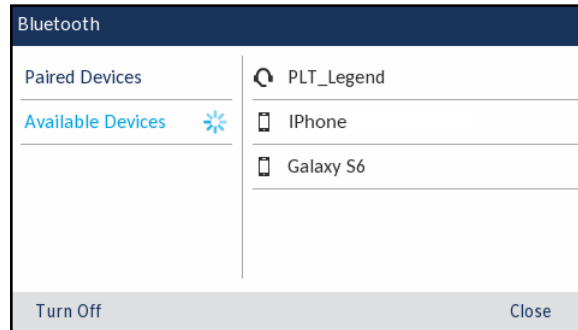 Bluetooth
Paired Devices
Available Devices
PLT_Legend
IPhone
Galaxy S6
Turn Off
Close